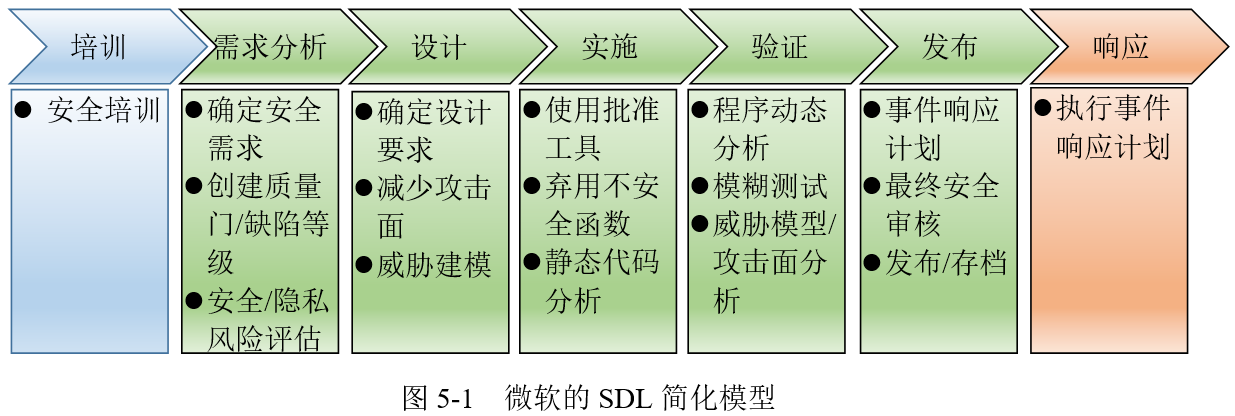 培训
需求分析
设计
实施
验证
发布
响应
● 安全培训
●确定安全
需求
●创建质量
门/缺陷等
级
●安全/隐私
风险评估
●确定设计
要求
●减少攻击
面
●威胁建模
●使用批准
工具
●弃用不安
全函数
●静态代码
分析
●程序动态
分析
●模糊测试
●威胁模型/
攻击面分
析
●事件响应
计划
●最终安全
审核
●发布/存档
●执行事件
响应计划
图 5-1 微软的 SDL 简化模型